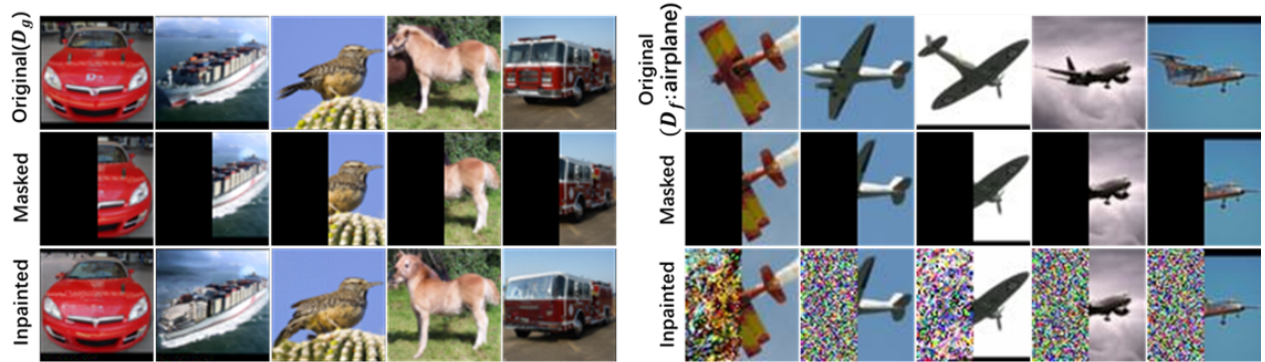 Original(D_g)
Masked
Inpainted
Original
(D_f:airplane)
Masked
Inpainted